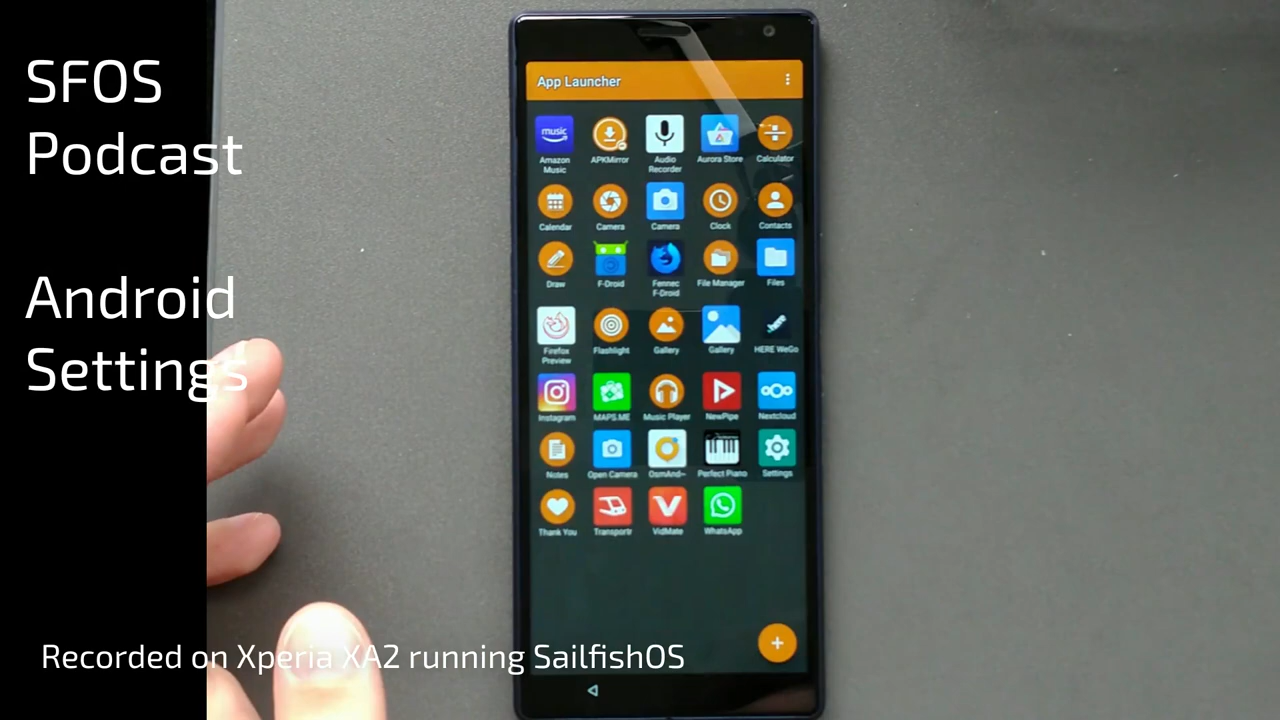 SFOS
Podcast
Android
Settings
App Launcher
music
Amazon
Music
APKMirror
Audio
Recorder
Aurora Store
Calculator
Calendar
Camera
Camera
Clock
Contacts
Draw
F-Droid
Fennec
F-Droid
File Manager
Files
Firefox
Preview
Flashlight
Gallery
Gallery
HERE WeGo
Instagram
MAPS.ME
Music Player
NewPipe
Nextcloud
Notes
Open Camera
OsmAnd~
Perfect Piano
Settings
Thank You
Transportr
VidMate
WhatsApp
Recorded on Xperia XA2 running SailfishOS